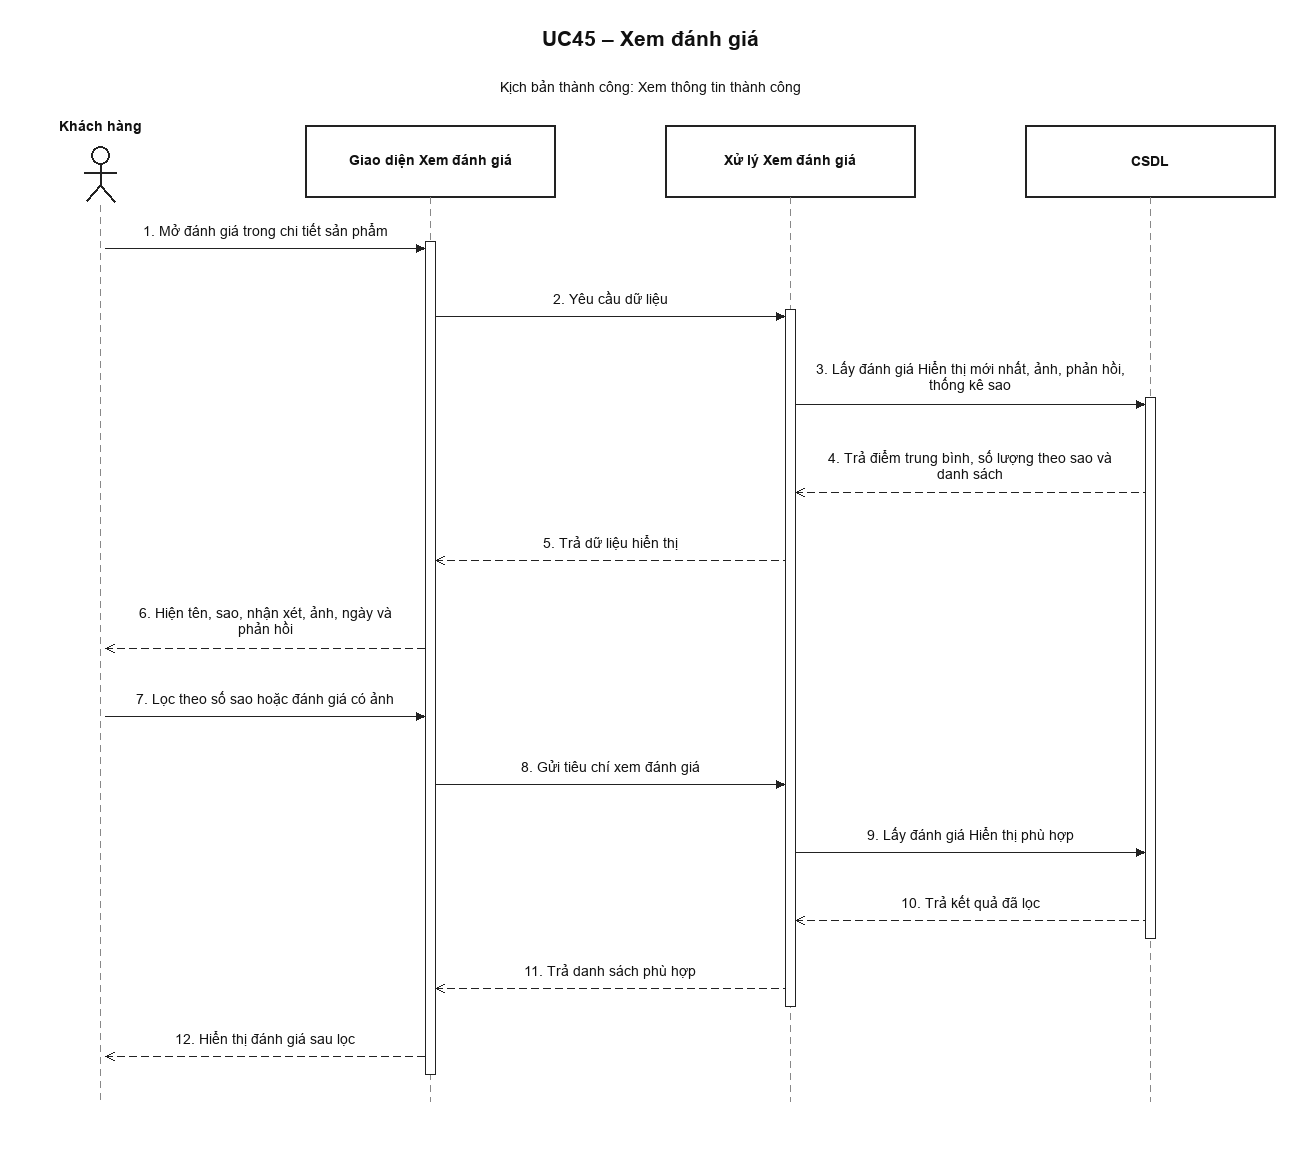 UC45 – Xem đánh giá
Kịch bản thành công: Xem thông tin thành công
Khách hàng
Giao diện Xem đánh giá
Xử lý Xem đánh giá
CSDL
1. Mở đánh giá trong chi tiết sản phẩm
2. Yêu cầu dữ liệu
3. Lấy đánh giá Hiển thị mới nhất, ảnh, phản hồi,
thống kê sao
4. Trả điểm trung bình, số lượng theo sao và
danh sách
5. Trả dữ liệu hiển thị
6. Hiện tên, sao, nhận xét, ảnh, ngày và
phản hồi
7. Lọc theo số sao hoặc đánh giá có ảnh
8. Gửi tiêu chí xem đánh giá
9. Lấy đánh giá Hiển thị phù hợp
10. Trả kết quả đã lọc
11. Trả danh sách phù hợp
12. Hiển thị đánh giá sau lọc